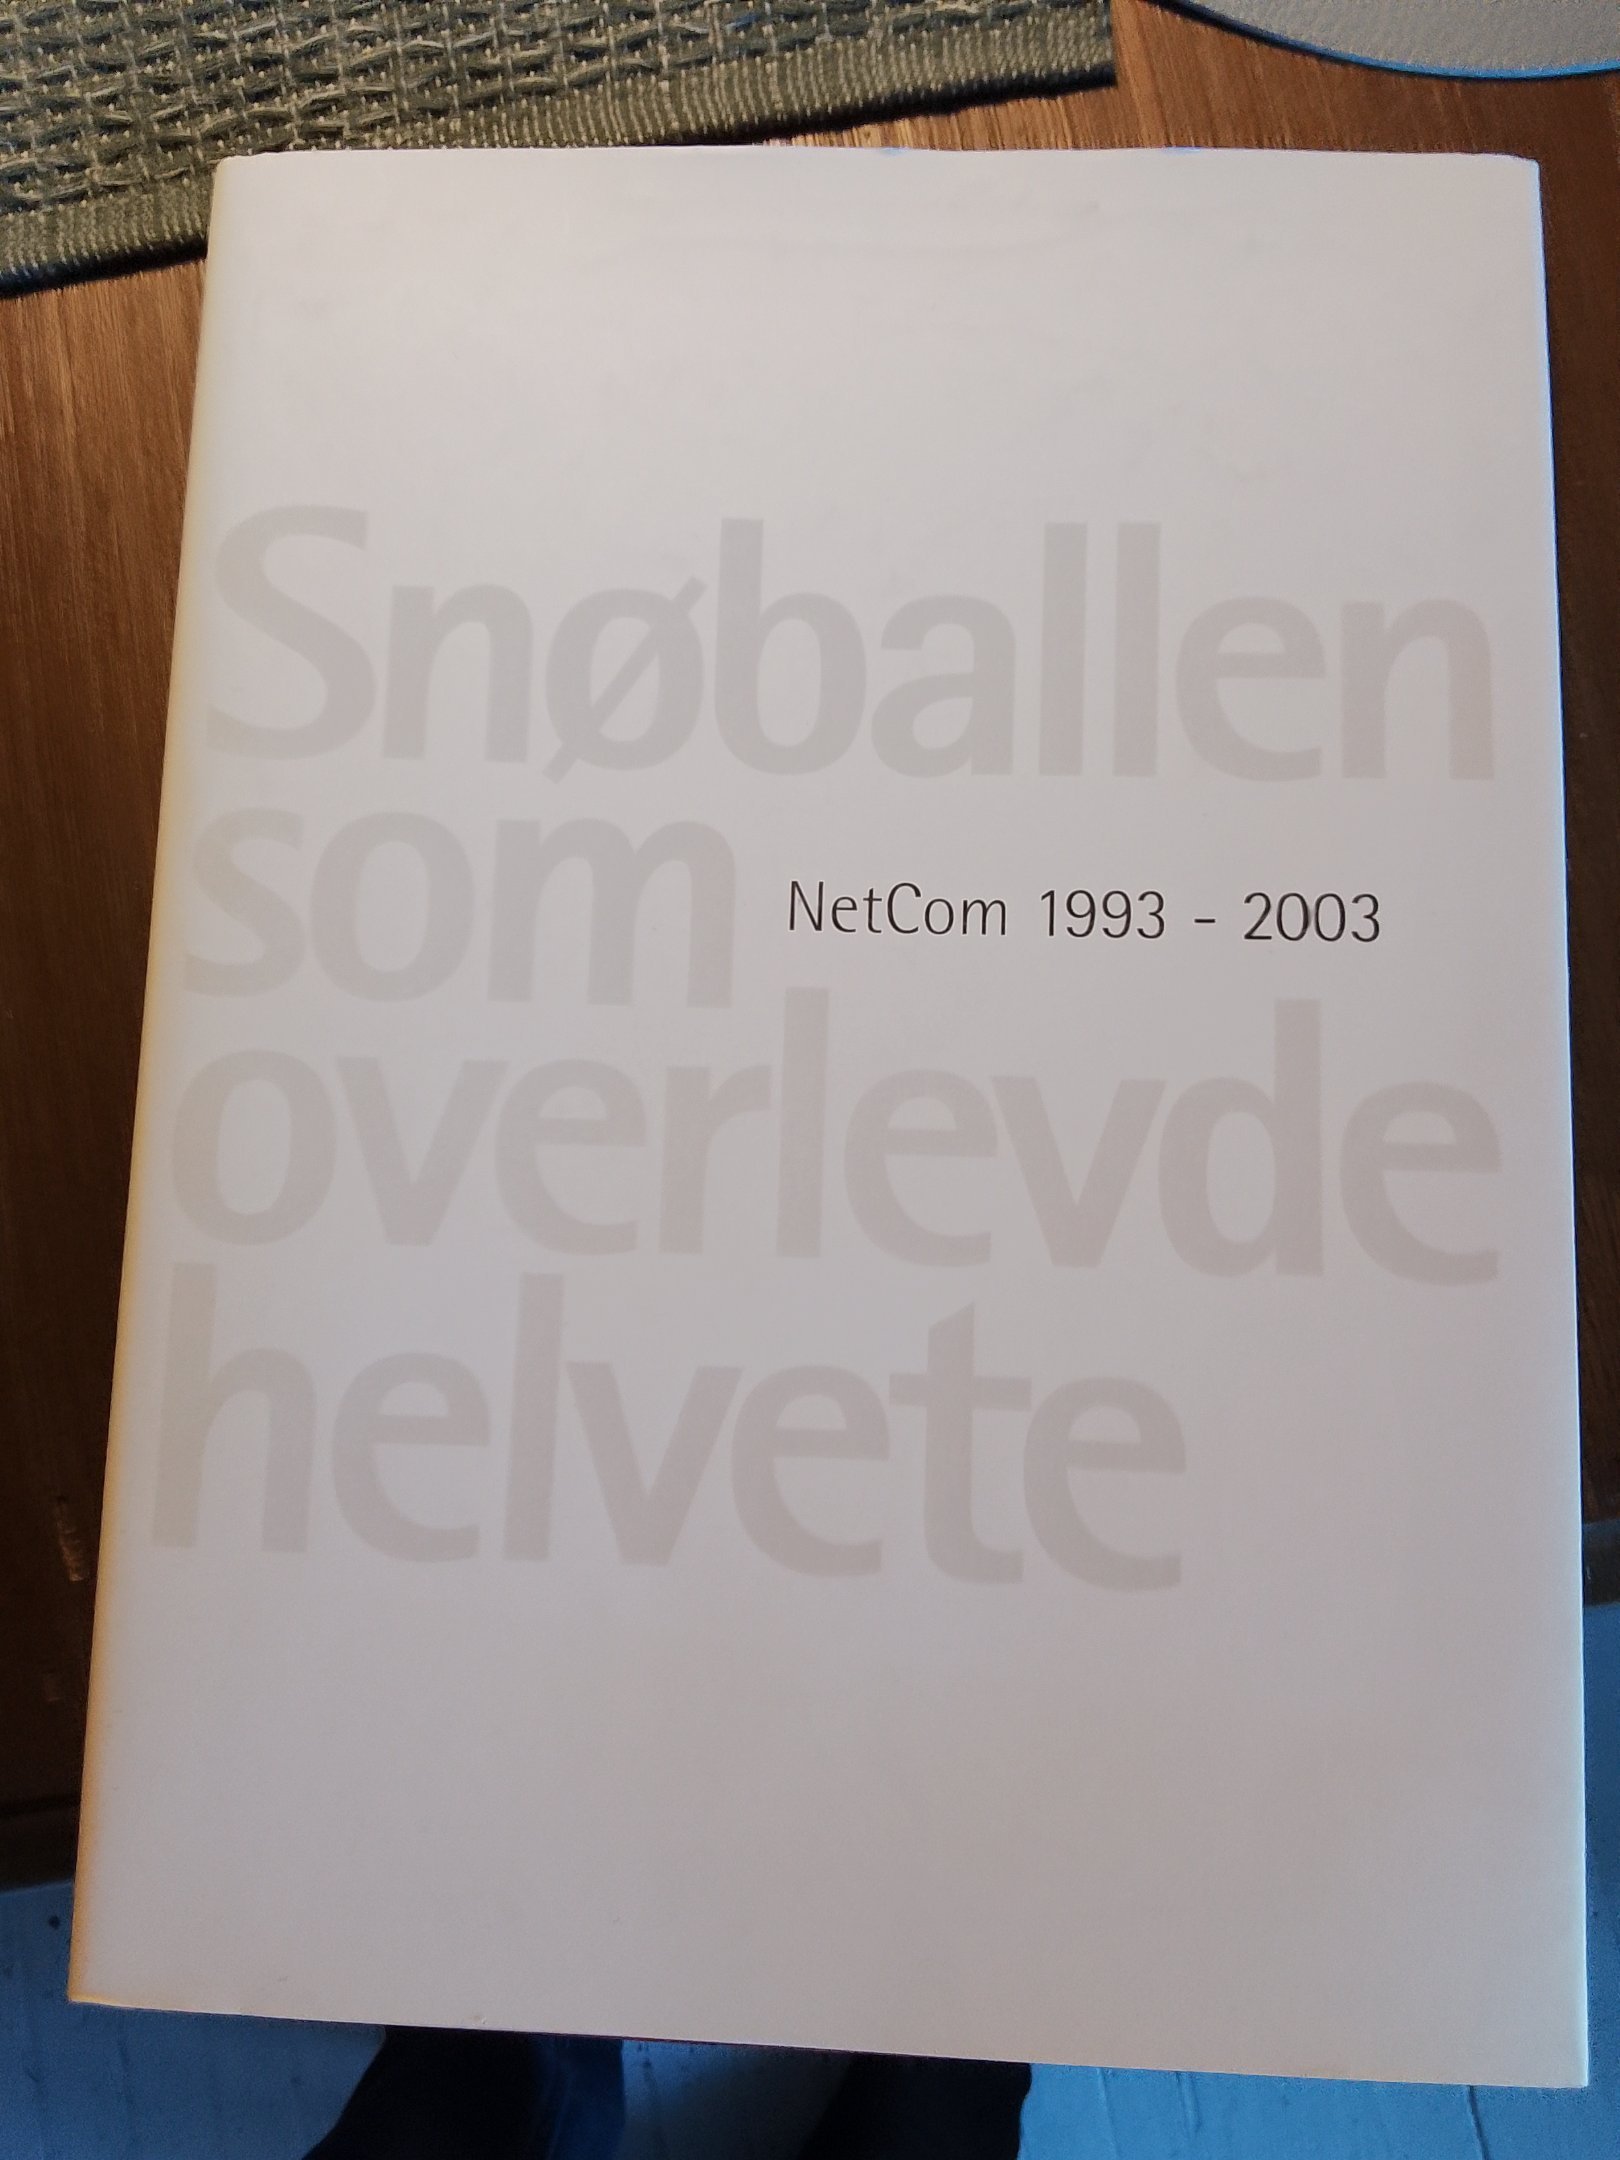 Snøballen
som
NetCom 1993 - 2003
overlevde
helvete